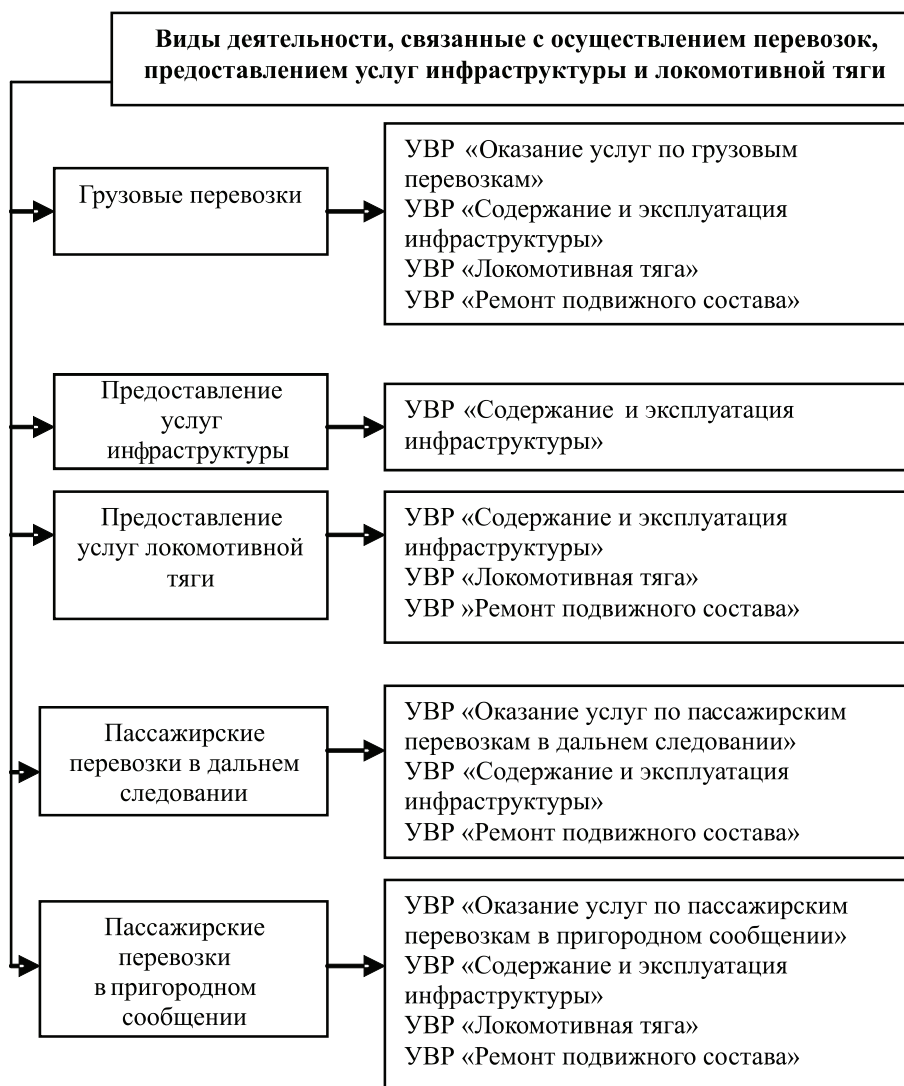 Виды деятельности, связанные с осуществлением перевозок,
предоставлением услуг инфраструктуры и локомотивной тяги
Грузовые перевозки
УВР «Оказание услуг по грузовым
перевозкам»
УВР «Содержание и эксплуатация
инфраструктуры»
УВР «Локомотивная тяга»
УВР «Ремонт подвижного состава»
Предоставление
услуг
инфраструктуры
УВР «Содержание и эксплуатация
инфраструктуры»
Предоставление
услуг локомотивной
тяги
УВР «Содержание и эксплуатация
инфраструктуры»
УВР «Локомотивная тяга»
УВР »Ремонт подвижного состава»
Пассажирские
перевозки в дальнем
следовании
УВР «Оказание услуг по пассажирским
перевозкам в дальнем следовании»
УВР «Содержание и эксплуатация
инфраструктуры»
УВР «Ремонт подвижного состава»
Пассажирские
перевозки
в пригородном
сообщении
УВР «Оказание услуг по пассажирским
перевозкам в пригородном сообщении»
УВР «Содержание и эксплуатация
инфраструктуры»
УВР «Локомотивная тяга»
УВР «Ремонт подвижного состава»